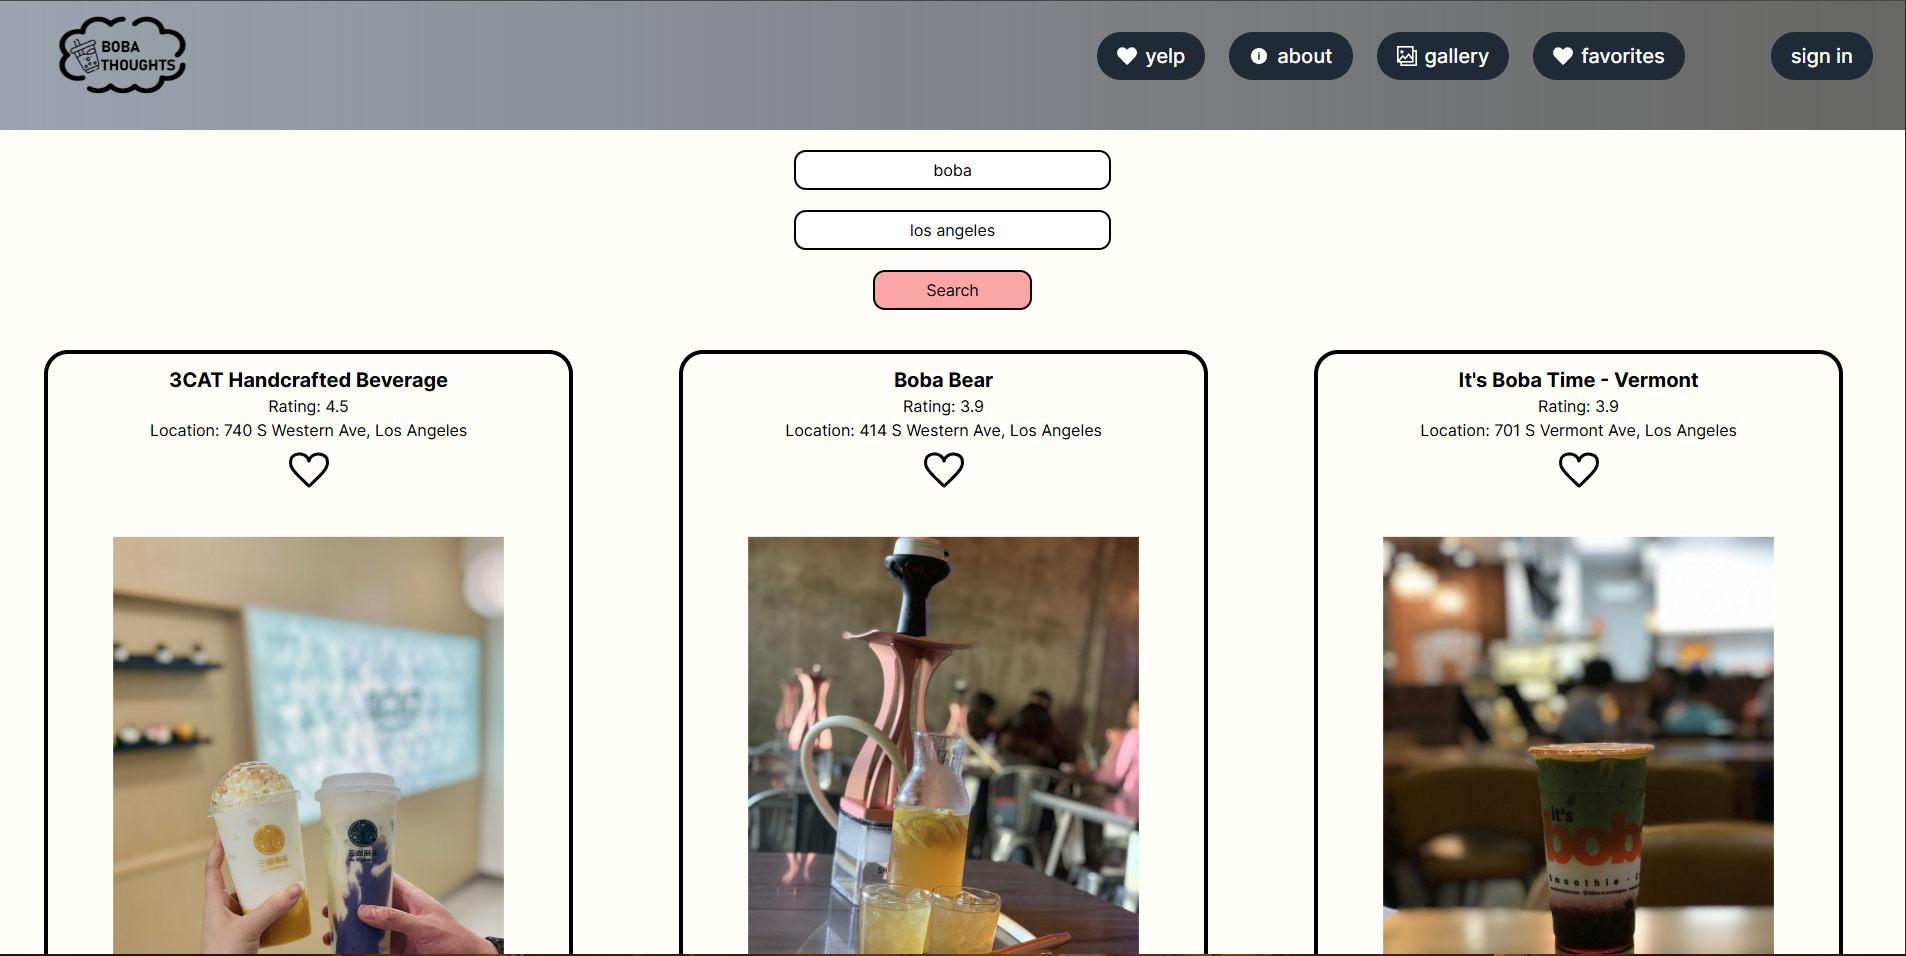 BOBA
THOUGHTS
yelp
about
gallery
favorites
sign in
boba
los angeles
Search
3CAT Handcrafted Beverage
Rating: 4.5
Location: 740 S Western Ave, Los Angeles
Boba Bear
Rating: 3.9
Location: 414 S Western Ave, Los Angeles
It's Boba Time - Vermont
Rating: 3.9
Location: 701 S Vermont Ave, Los Angeles
it's
smoothie